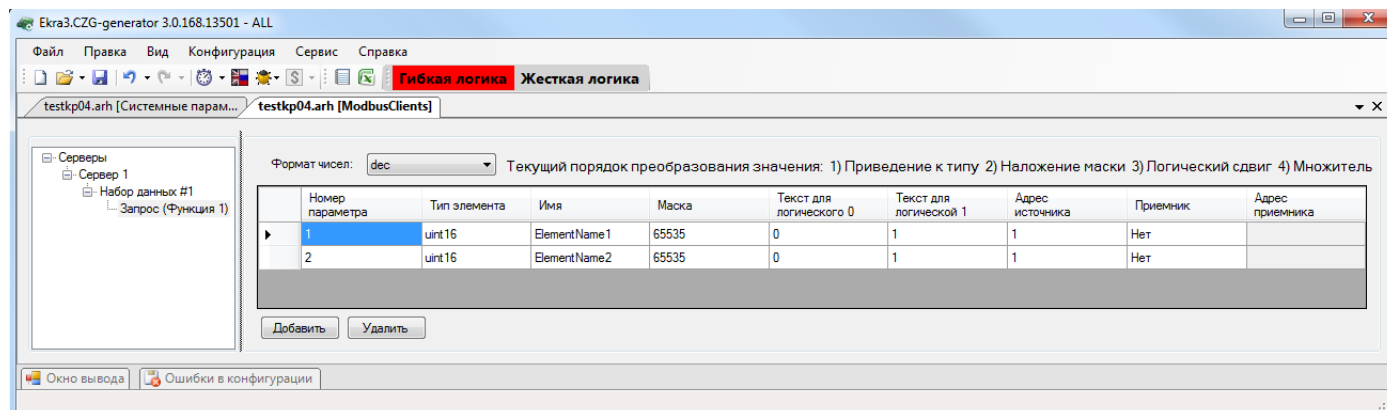 Ekra3.CZG-generator 3.0.168.13501 - ALL
Файл Правка Вид Конфигурация Сервис Справка
S Гибкая логика Жесткая логика
testkp04.arh [Системные парам... testkp04.arh [ModbusClients]
Серверы
Сервер 1
Набор данных #1
Запрос (Функция 1)
Формат чисел: dec Текущий порядок преобразования значения: 1) Приведение к типу 2) Наложение маски 3) Логический сдвиг 4) Множитель
Номер параметра Тип элемента Имя Маска Текст для логического 0 Текст для логической 1 Адрес источника Приемник Адрес приемника
1 uint16 ElementName1 65535 0 1 1 Нет
2 uint16 ElementName2 65535 0 1 1 Нет
Добавить Удалить
Окно вывода Ошибки в конфигурации